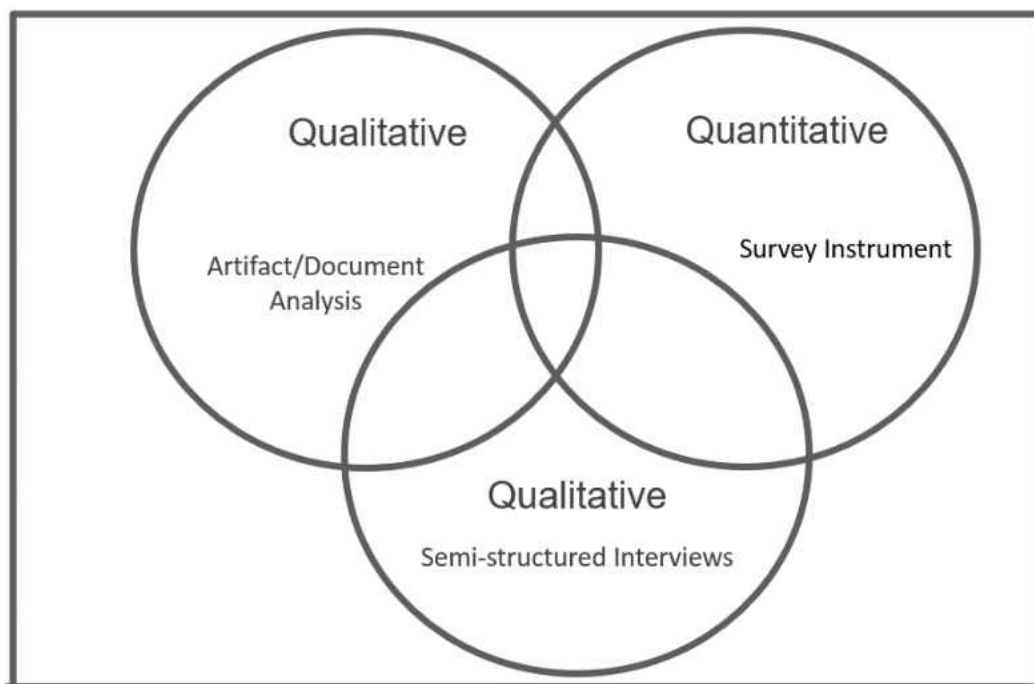 Qualitative
Artifact/Document
Analysis
Quantitative
Survey Instrument
Qualitative
Semi-structured Interviews